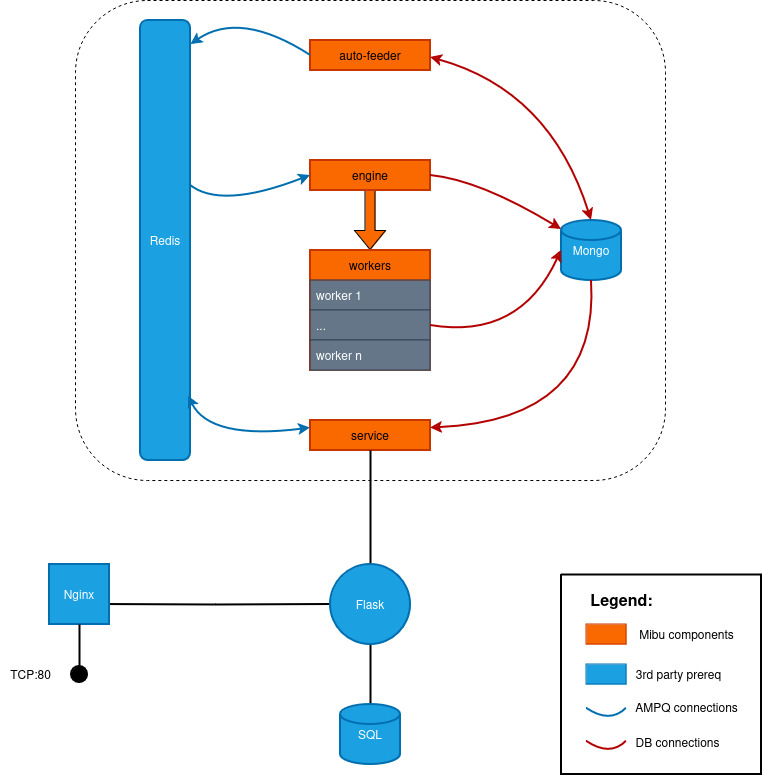 auto-feeder
engine
Redis
Mongo
workers
worker 1
...
worker n
service
Nginx
Flask
TCP:80
SQL
Legend:
Mibu components
3rd party prereq
AMPQ connections
DB connections